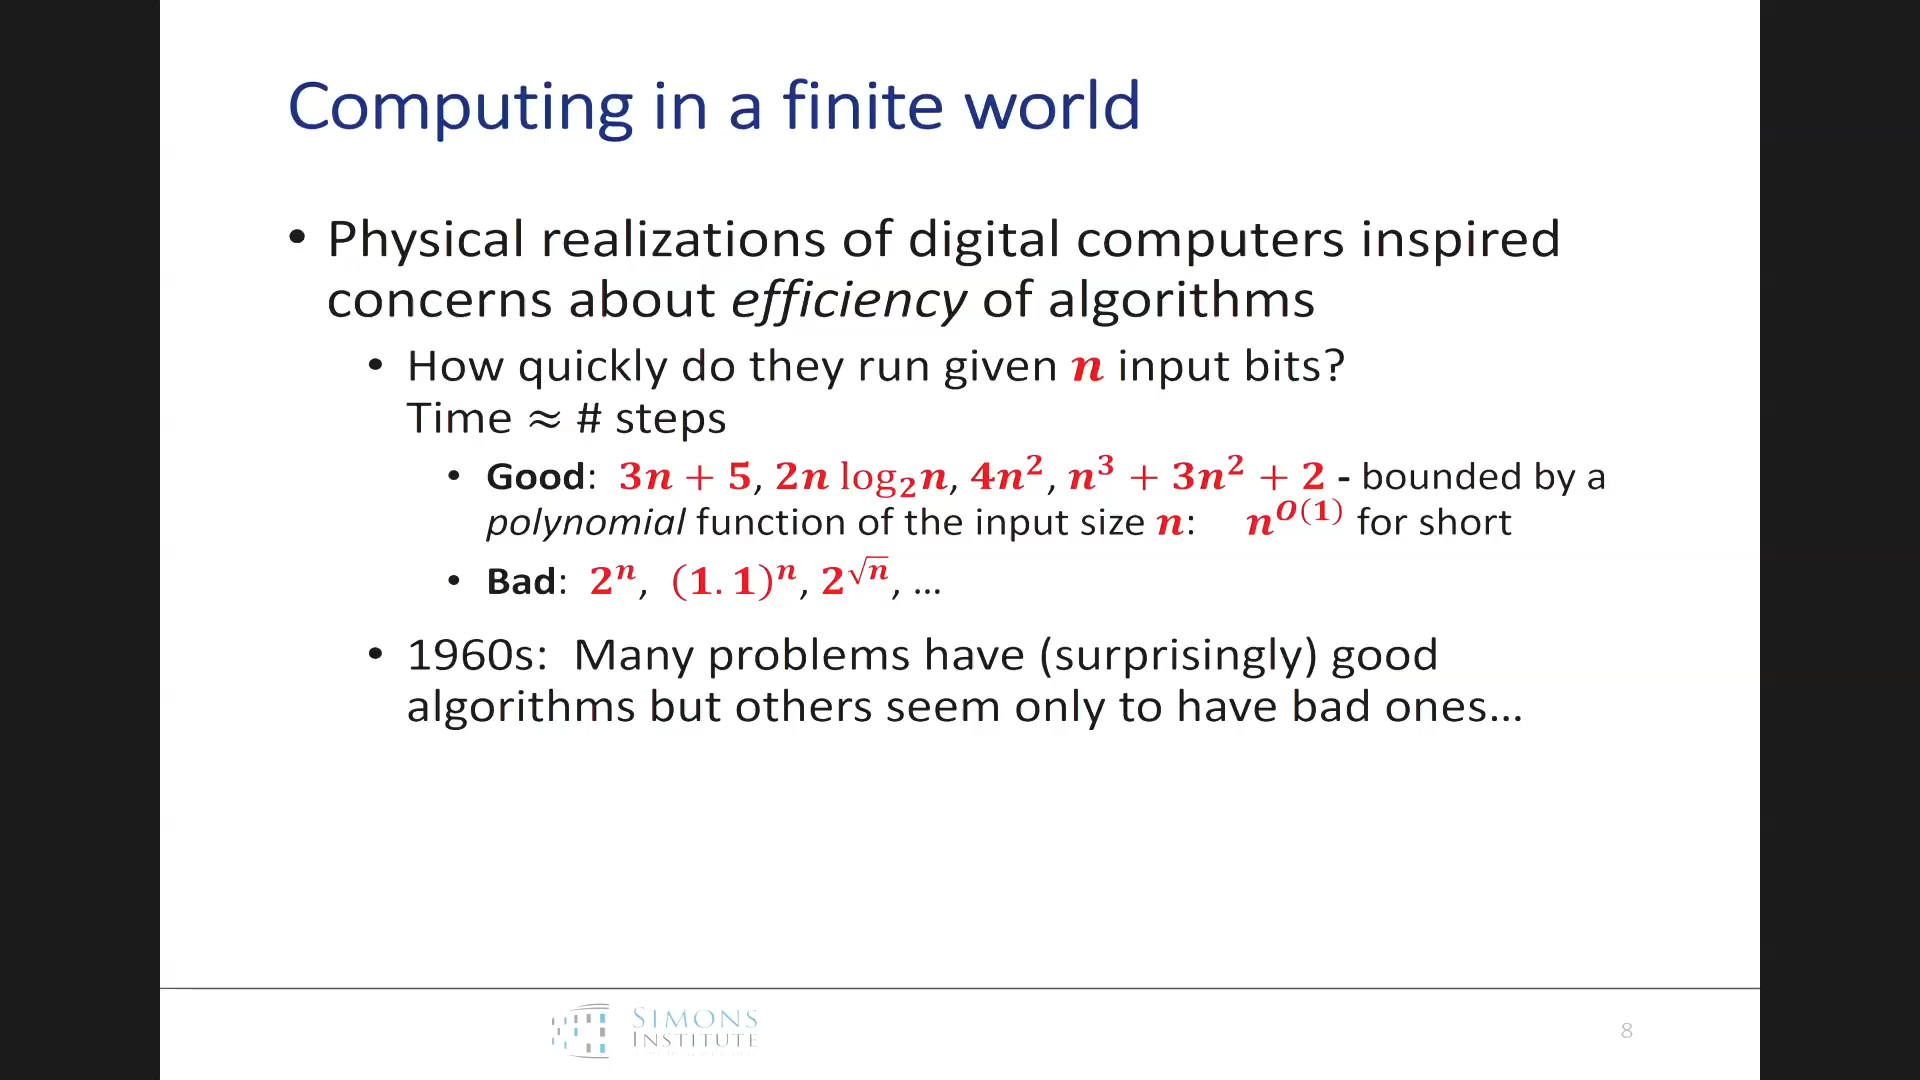 Computing in a finite world
• Physical realizations of digital computers inspired
concerns about efficiency of algorithms
• How quickly do they run given n input bits?
Time ≈ # steps
• Good: 3n + 5, 2n log₂n, 4n², n³ + 3n² + 2 - bounded by a
polynomial function of the input size n: n^O(1) for short
• Bad: 2ⁿ, (1.1)ⁿ, 2^√n, ...
• 1960s: Many problems have (surprisingly) good
algorithms but others seem only to have bad ones...
SIMONS
INSTITUTE
8